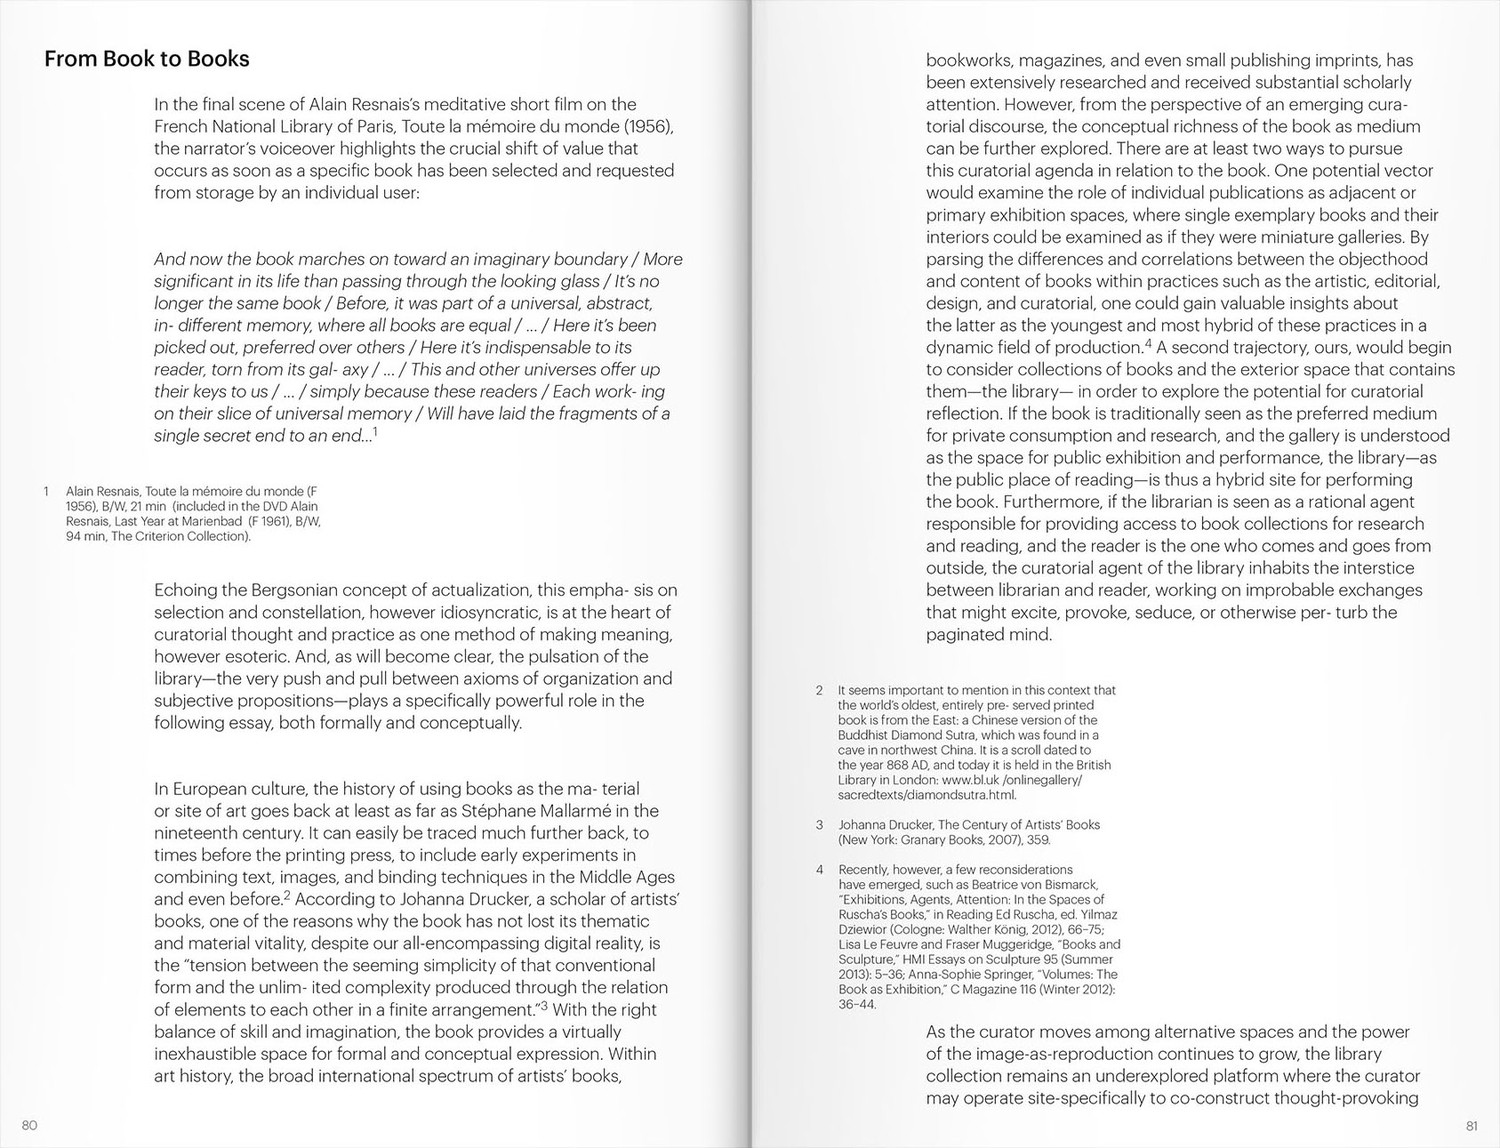 From Book to Books
In the final scene of Alain Resnais’s meditative short film on the
French National Library of Paris, Toute la mémoire du monde (1956),
the narrator’s voiceover highlights the crucial shift of value that
occurs as soon as a specific book has been selected and requested
from storage by an individual user:
And now the book marches on toward an imaginary boundary / More
significant in its life than passing through the looking glass / It’s no
longer the same book / Before, it was part of a universal, abstract,
in- different memory, where all books are equal / ... / Here it’s been
picked out, preferred over others / Here it’s indispensable to its
reader, torn from its gal- axy / ... / This and other universes offer up
their keys to us / ... / simply because these readers / Each work- ing
on their slice of universal memory / Will have laid the fragments of a
single secret end to an end...1
1 Alain Resnais, Toute la mémoire du monde (F
1956), B/W, 21 min (included in the DVD Alain
Resnais, Last Year at Marienbad (F 1961), B/W,
94 min, The Criterion Collection).
Echoing the Bergsonian concept of actualization, this empha- sis on
selection and constellation, however idiosyncratic, is at the heart of
curatorial thought and practice as one method of making meaning,
however esoteric. And, as will become clear, the pulsation of the
library—the very push and pull between axioms of organization and
subjective propositions—plays a specifically powerful role in the
following essay, both formally and conceptually.
In European culture, the history of using books as the ma- terial
or site of art goes back at least as far as Stéphane Mallarmé in the
nineteenth century. It can easily be traced much further back, to
times before the printing press, to include early experiments in
combining text, images, and binding techniques in the Middle Ages
and even before.2 According to Johanna Drucker, a scholar of artists’
books, one of the reasons why the book has not lost its thematic
and material vitality, despite our all-encompassing digital reality, is
the “tension between the seeming simplicity of that conventional
form and the unlim- ited complexity produced through the relation
of elements to each other in a finite arrangement.”3 With the right
balance of skill and imagination, the book provides a virtually
inexhaustible space for formal and conceptual expression. Within
art history, the broad international spectrum of artists’ books,
80
bookworks, magazines, and even small publishing imprints, has
been extensively researched and received substantial scholarly
attention. However, from the perspective of an emerging cura-
torial discourse, the conceptual richness of the book as medium
can be further explored. There are at least two ways to pursue
this curatorial agenda in relation to the book. One potential vector
would examine the role of individual publications as adjacent or
primary exhibition spaces, where single exemplary books and their
interiors could be examined as if they were miniature galleries. By
parsing the differences and correlations between the objecthood
and content of books within practices such as the artistic, editorial,
design, and curatorial, one could gain valuable insights about
the latter as the youngest and most hybrid of these practices in a
dynamic field of production.4 A second trajectory, ours, would begin
to consider collections of books and the exterior space that contains
them—the library— in order to explore the potential for curatorial
reflection. If the book is traditionally seen as the preferred medium
for private consumption and research, and the gallery is understood
as the space for public exhibition and performance, the library—as
the public place of reading—is thus a hybrid site for performing
the book. Furthermore, if the librarian is seen as a rational agent
responsible for providing access to book collections for research
and reading, and the reader is the one who comes and goes from
outside, the curatorial agent of the library inhabits the interstice
between librarian and reader, working on improbable exchanges
that might excite, provoke, seduce, or otherwise per- turb the
paginated mind.
2 It seems important to mention in this context that
the world’s oldest, entirely pre- served printed
book is from the East: a Chinese version of the
Buddhist Diamond Sutra, which was found in a
cave in northwest China. It is a scroll dated to
the year 868 AD, and today it is held in the British
Library in London: www.bl.uk /onlinegallery/
sacredtexts/diamondsutra.html.
3 Johanna Drucker, The Century of Artists’ Books
(New York: Granary Books, 2007), 359.
4 Recently, however, a few reconsiderations
have emerged, such as Beatrice von Bismarck,
“Exhibitions, Agents, Attention: In the Spaces of
Ruscha’s Books,” in Reading Ed Ruscha, ed. Yilmaz
Dziewior (Cologne: Walther König, 2012), 66–75;
Lisa Le Feuvre and Fraser Muggeridge, “Books and
Sculpture,” HMI Essays on Sculpture 95 (Summer
2013): 5–36; Anna-Sophie Springer, “Volumes: The
Book as Exhibition,” C Magazine 116 (Winter 2012):
36–44.
As the curator moves among alternative spaces and the power
of the image-as-reproduction continues to grow, the library
collection remains an underexplored platform where the curator
may operate site-specifically to co-construct thought-provoking
81